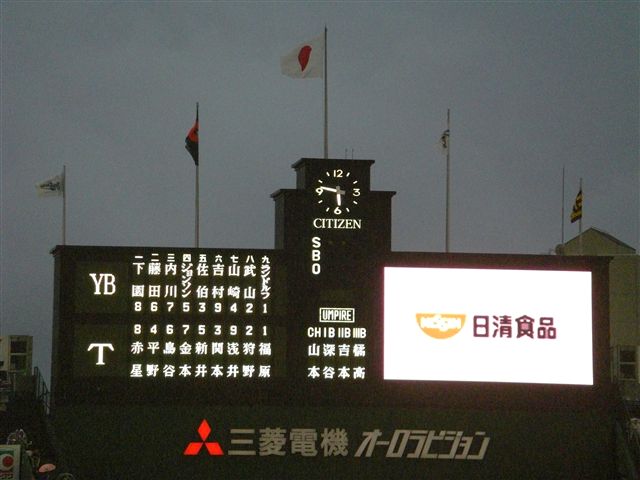 12
9 3
6
CITIZEN
S
B
O
YB
一 下園 8
二 藤田 6
三 内川 7
四 ジョンソン 5
五 佐伯 3
六 吉村 9
七 山崎 4
八 武山 2
九 ランドルフ 1
T
8 赤星
4 平野
6 鳥谷
7 金本
5 新井
3 関本
9 浅井
2 狩野
1 福原
UMPIRE
CH IB IIB IIIB
山本 深谷 吉本 橘高
NISSIN
日清食品
三菱電機 オーロラビジョン